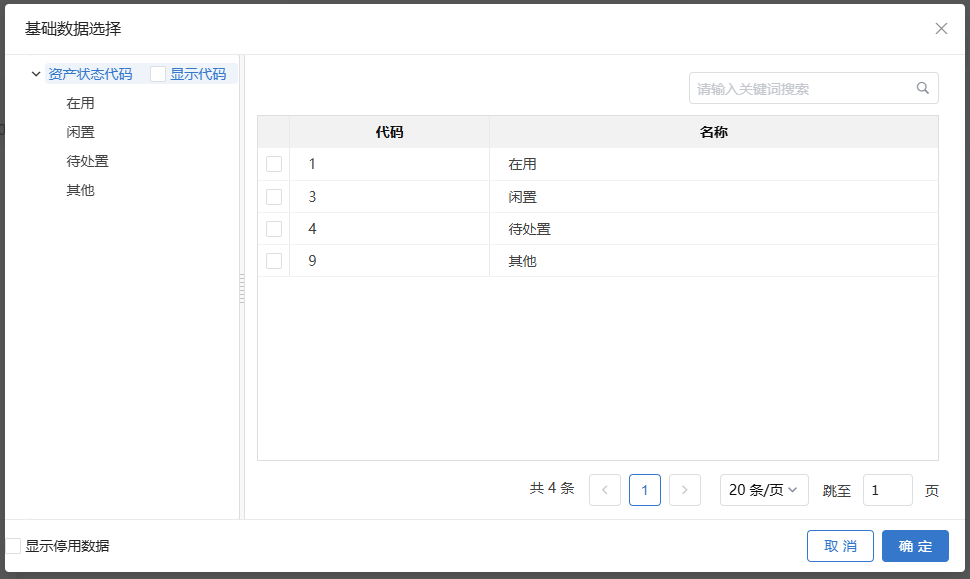 基础数据选择
资产状态代码 显示代码
在用
闲置
待处置
其他
请输入关键词搜索
代码 名称
1 在用
3 闲置
4 待处置
9 其他
共 4 条 1 20 条/页 跳至 1 页
显示停用数据 取 消 确 定